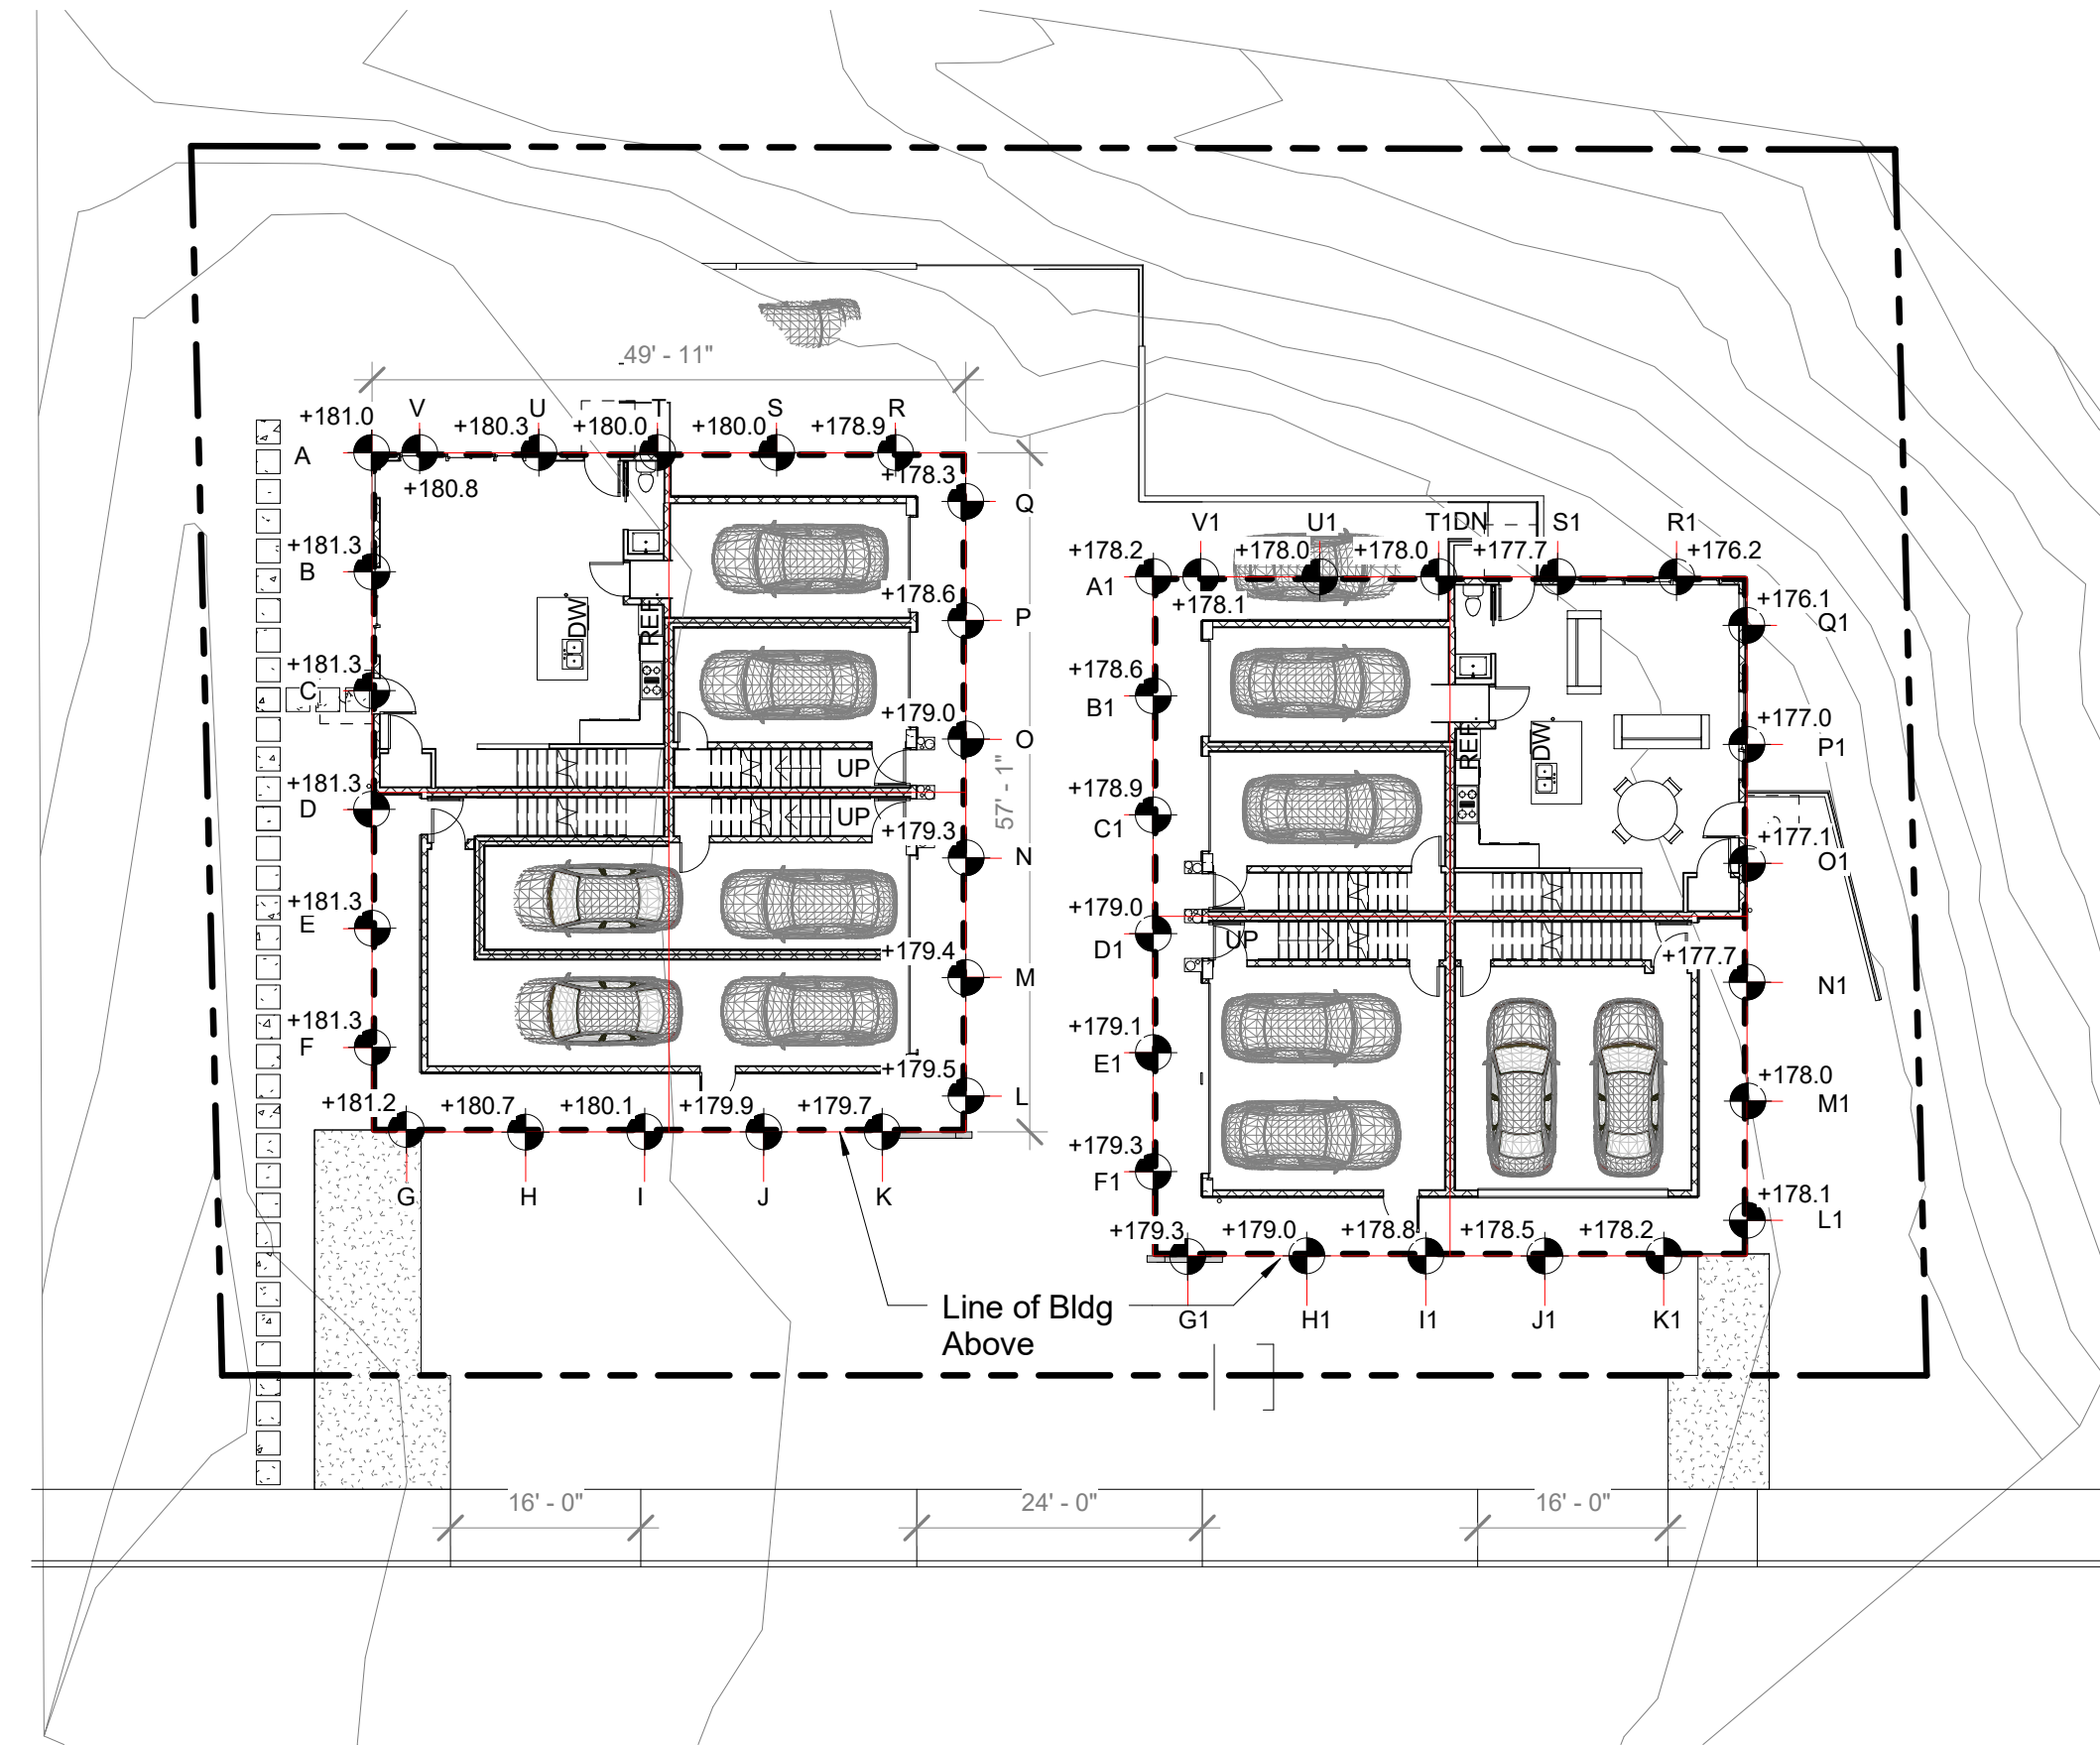 49' - 11"
+181.0
V
U
T
S
R
+180.3
+180.0
+180.0
+178.9
A
+180.8
+178.3
Q
V1
U1
T1
DN
S1
R1
+181.3
B
+178.2
+178.0
+178.0
+177.7
+176.2
A1
+178.1
+178.6
P
DW
REF
+176.1
Q1
+181.3
C
+178.6
B1
+179.0
O
+177.0
P1
REF
DW
UP
+181.3
D
UP
+179.3
57' - 1"
+178.9
C1
+177.1
O1
N
+181.3
E
+179.0
D1
UP
+179.4
M
+177.7
N1
+181.3
F
+179.1
E1
+179.5
L
+178.0
M1
+181.2
+180.7
+180.1
+179.9
+179.7
+179.3
F1
G
H
I
J
K
+178.1
L1
+179.3
+179.0
+178.8
+178.5
+178.2
G1
H1
I1
J1
K1
Line of Bldg
Above
16' - 0"
24' - 0"
16' - 0"